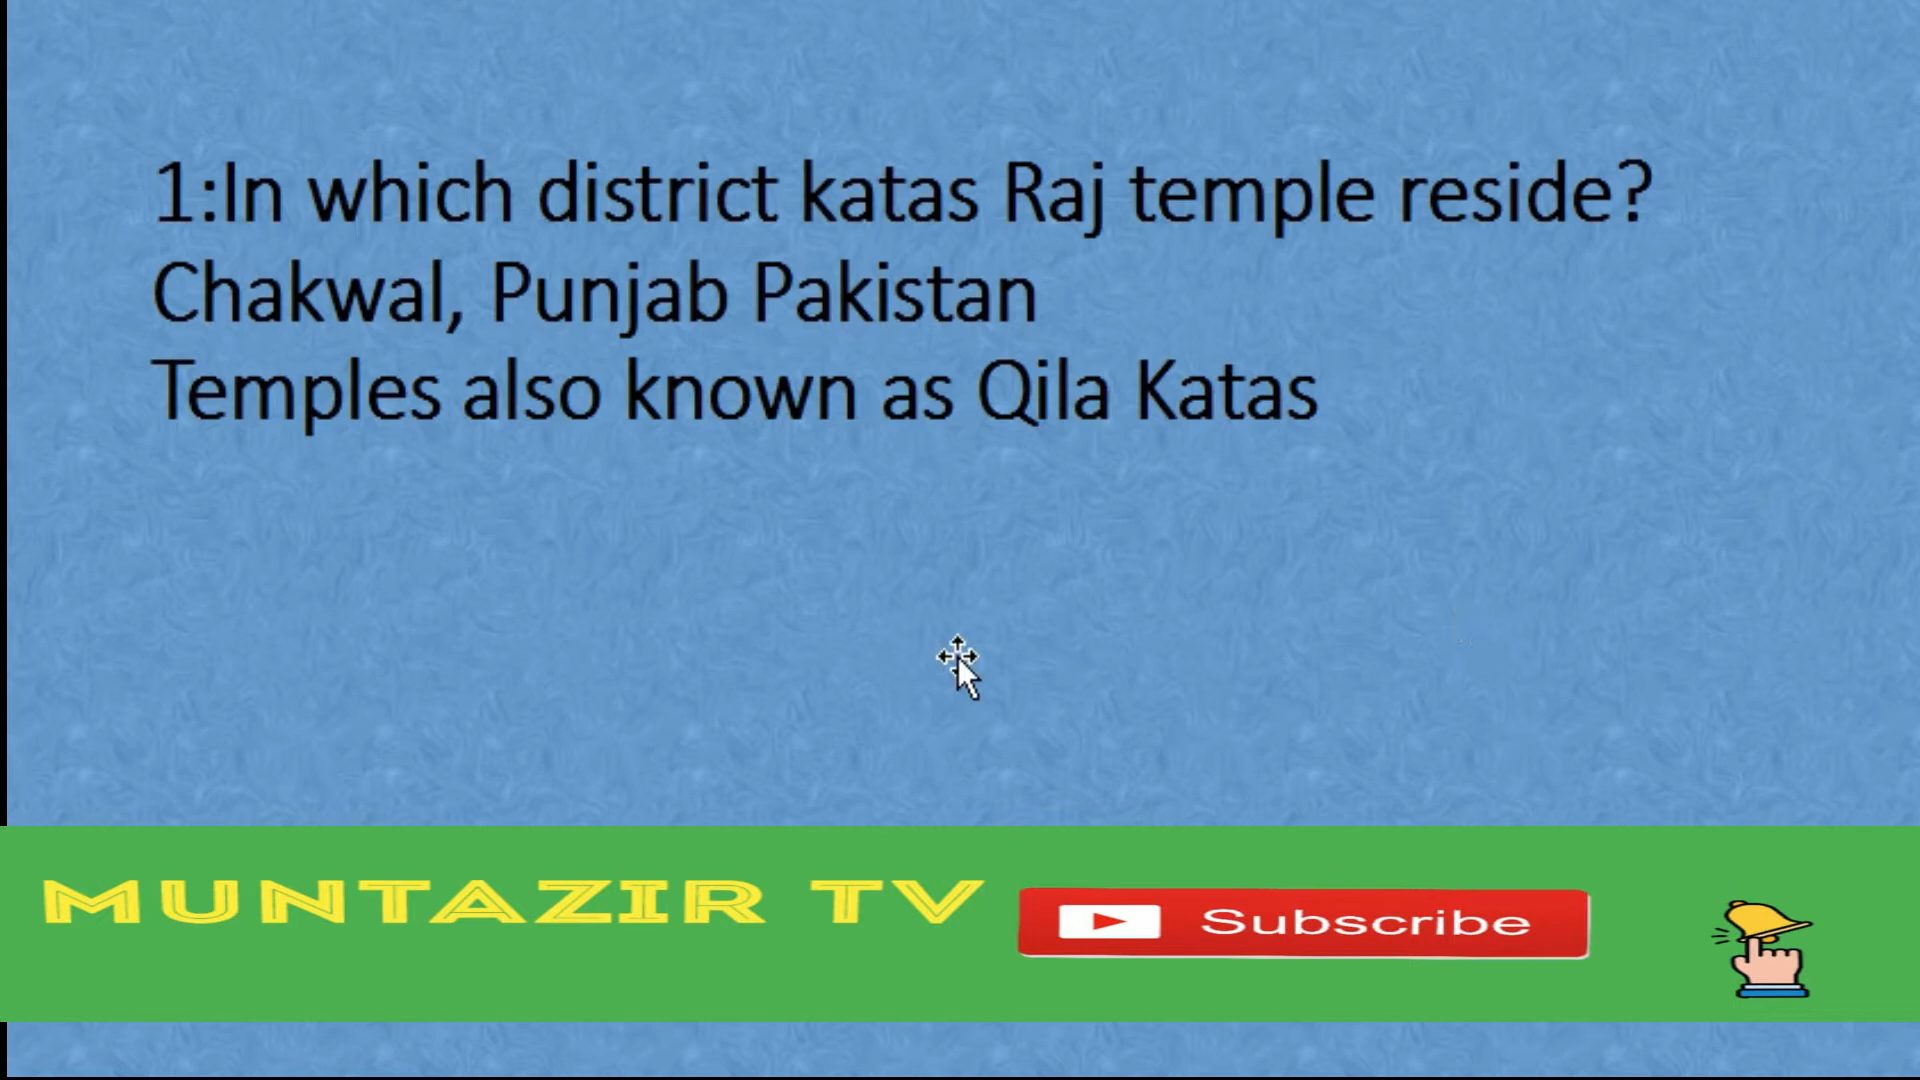 1:In which district katas Raj temple reside?
Chakwal, Punjab Pakistan
Temples also known as Qila Katas
MUNTAZIR TV
Subscribe